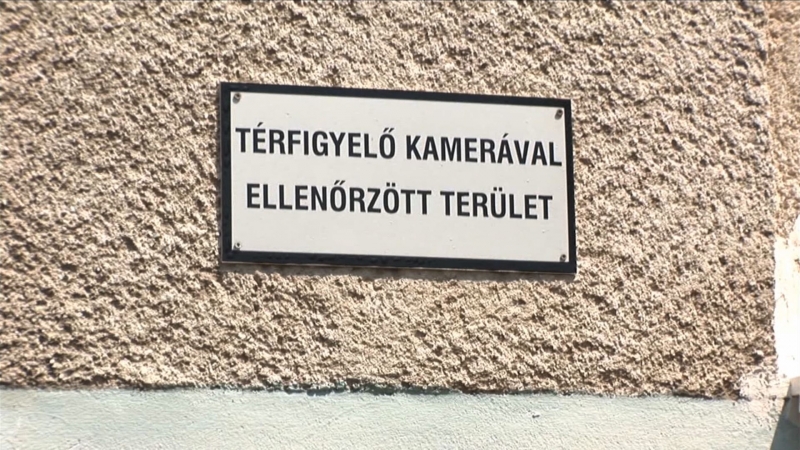 TÉRFIGYELŐ KAMERÁVAL
ELLENŐRZÖTT TERÜLET